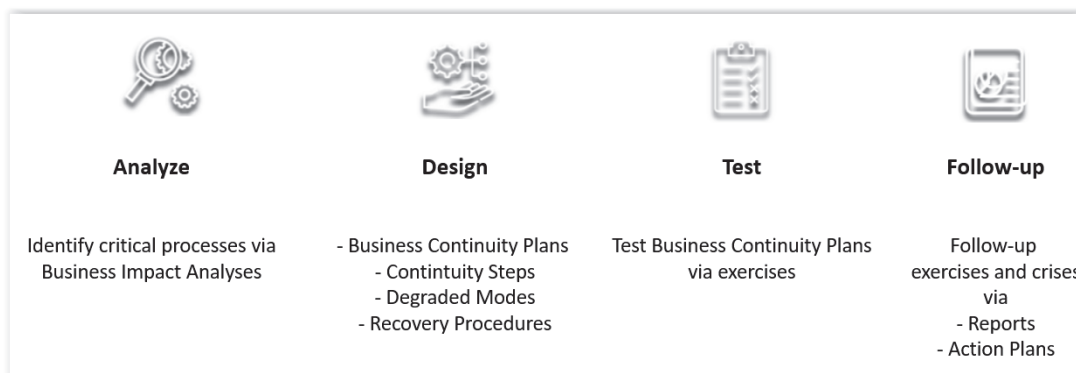 Analyze
Identify critical processes via
Business Impact Analyses
Design
- Business Continuity Plans
- Contintuity Steps
- Degraded Modes
- Recovery Procedures
Test
Test Business Continuity Plans
via exercises
Follow-up
Follow-up
exercises and crises
via
- Reports
- Action Plans